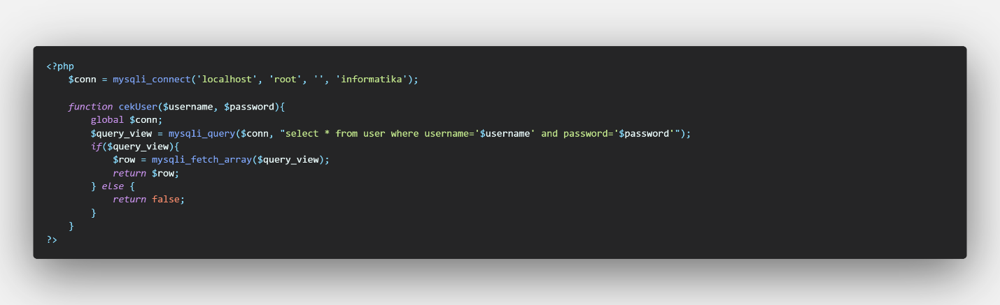 <?php
    $conn = mysqli_connect('localhost', 'root', '', 'informatika');

    function cekUser($username, $password){
        global $conn;
        $query_view = mysqli_query($conn, "select * from user where username='$username' and password='$password'");
        if($query_view){
            $row = mysqli_fetch_array($query_view);
            return $row;
        } else {
            return false;
        }
    }
?>